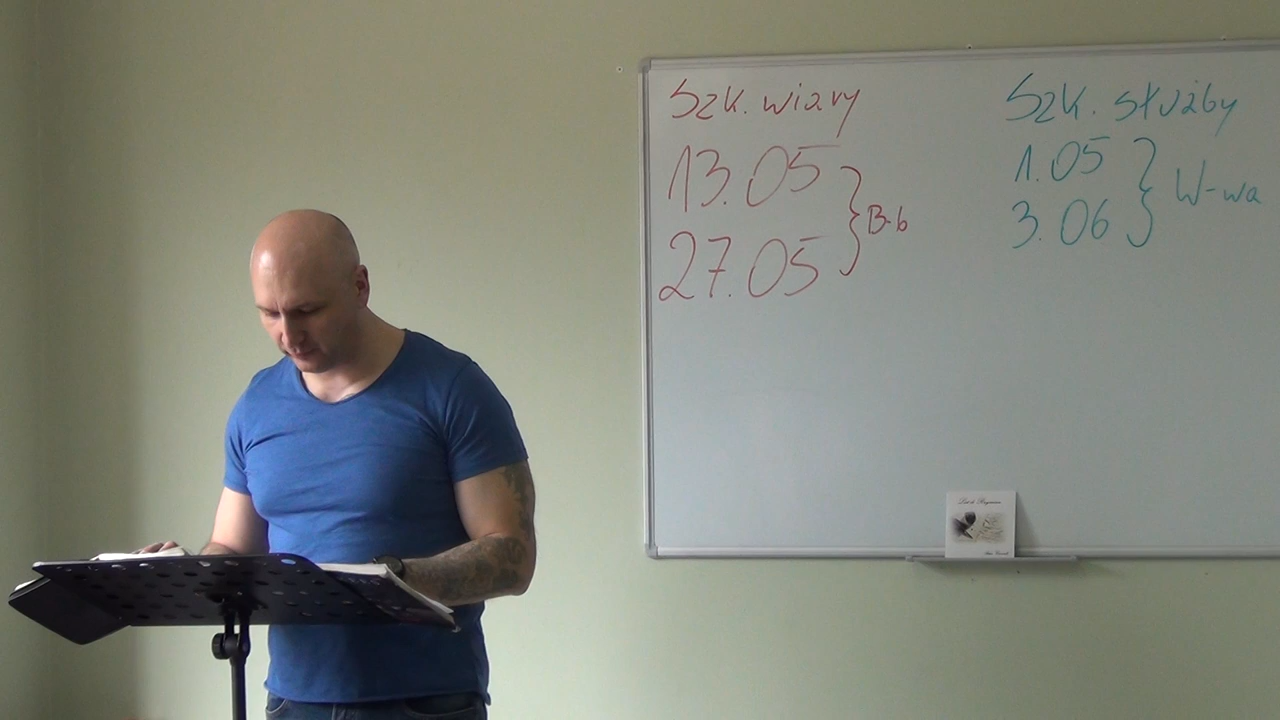 Szk. wiary
13.05
27.05
B-b
Szk. służby
1.05
3.06
W-wa